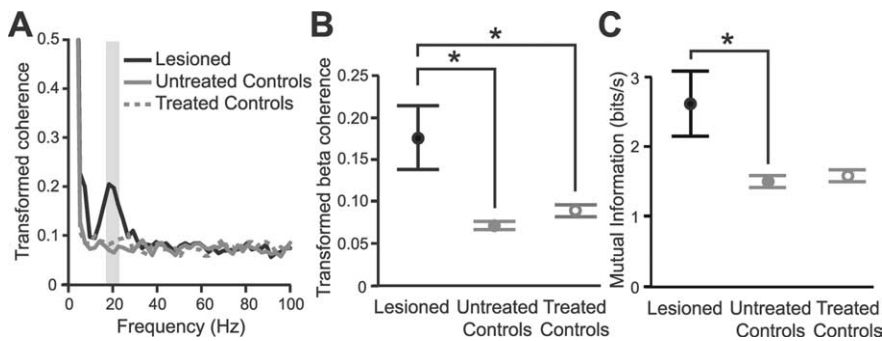 A
Transformed coherence
0.5
0.4
0.3
0.2
0.1
0.0
0
20
40
60
80
100
Frequency (Hz)
Lesioned
Untreated Controls
Treated Controls
B
Transformed beta coherence
0.25
0.20
0.15
0.10
0.05
0.00
*
*
Lesioned
Untreated
Controls
Treated
Controls
C
Mutual Information (bits/s)
3
2
1
0
*
Lesioned
Untreated
Controls
Treated
Controls